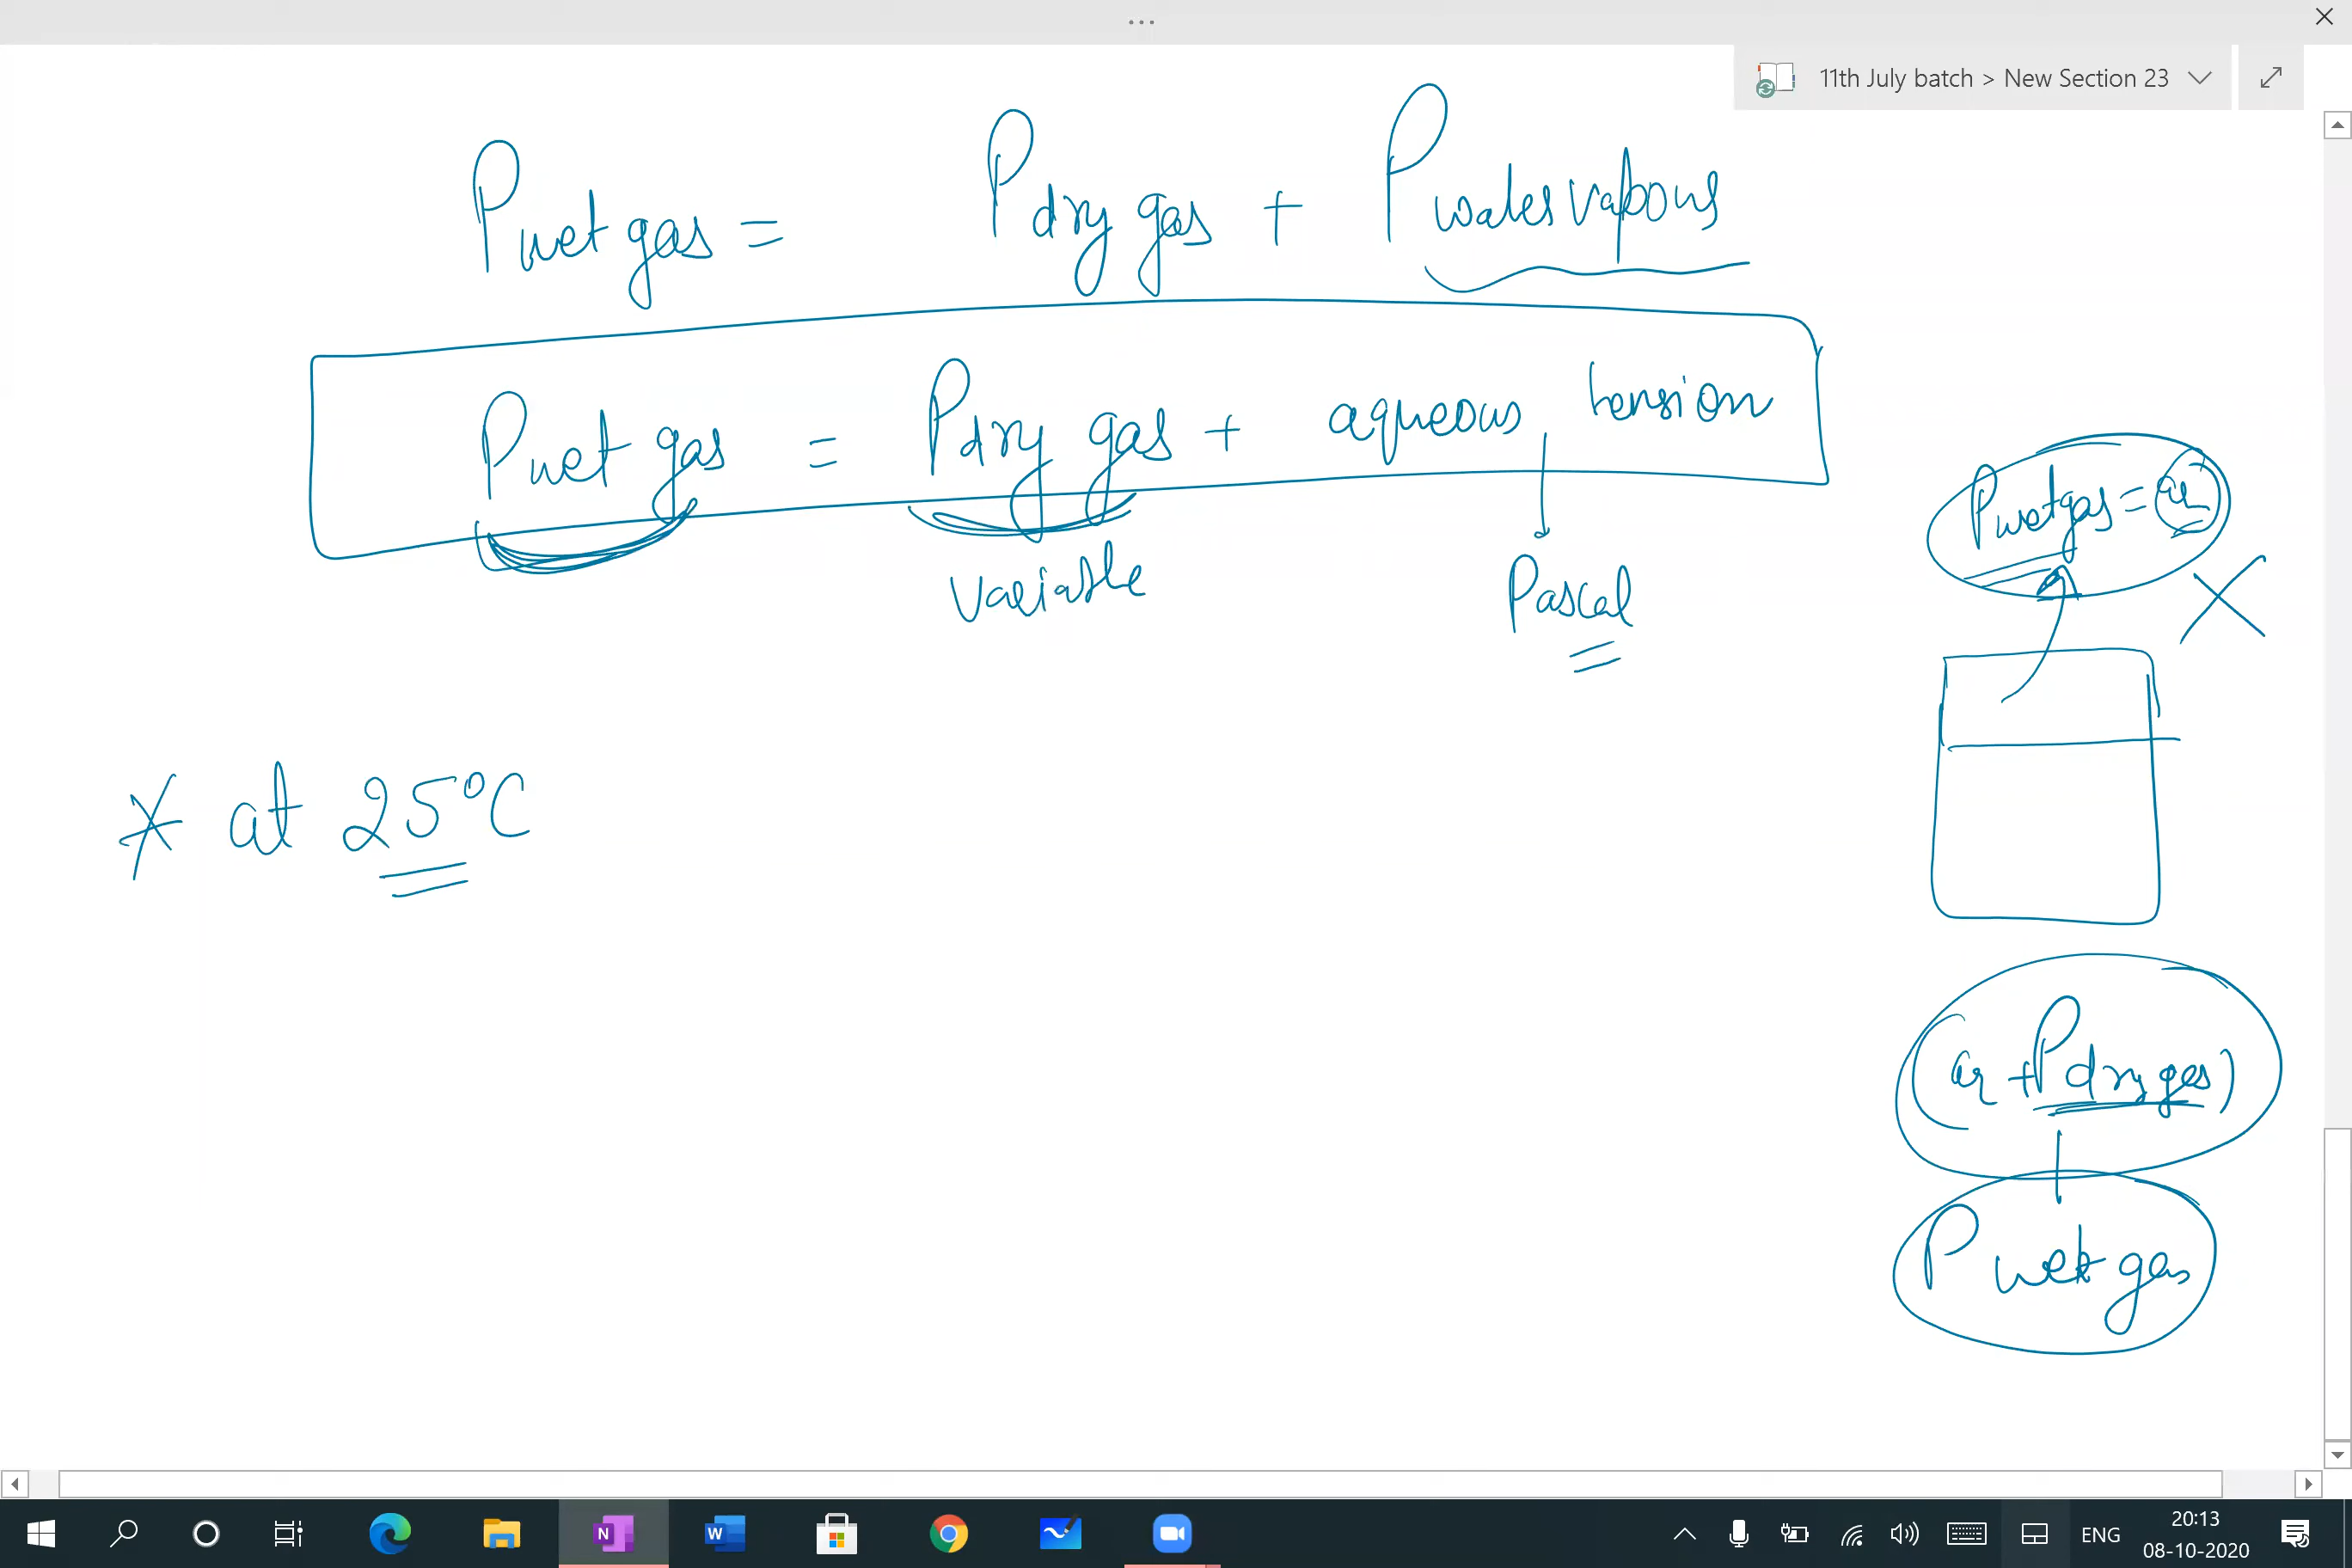 11th July batch > New Section 23
P wet gas = P dry gas + P water vapours
P wet gas = P dry gas + aqueous tension
variable
Pascal
P wet gas =
* at 25°C
+ P dry gas)
P wet gas
ENG
20:13
08-10-2020